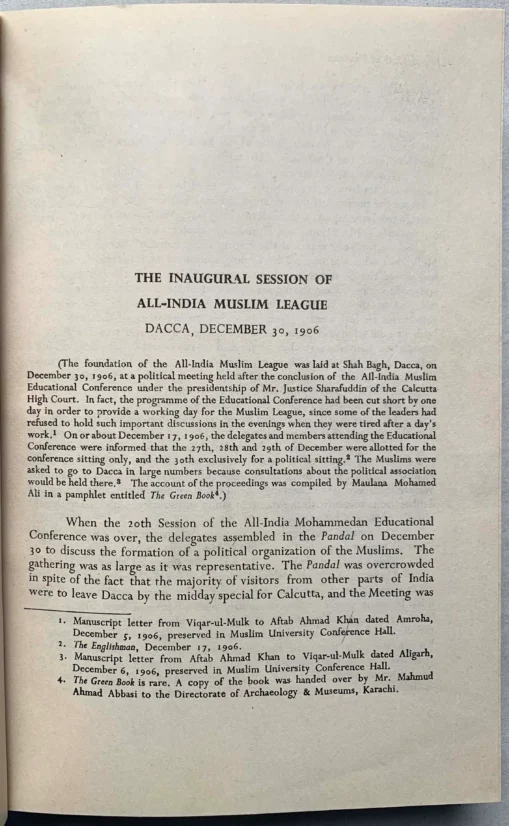 THE INAUGURAL SESSION OF
ALL-INDIA MUSLIM LEAGUE
DACCA, DECEMBER 30, 1906
(The foundation of the All-India Muslim League was laid at Shah Bagh, Dacca, on
December 30, 1906, at a political meeting held after the conclusion of the All-India Muslim
Educational Conference under the presidentship of Mr. Justice Sharafuddin of the Calcutta
High Court. In fact, the programme of the Educational Conference had been cut short by one
day in order to provide a working day for the Muslim League, since some of the leaders had
refused to hold such important discussions in the evenings when they were tired after a day's
work.¹ On or about December 17, 1906, the delegates and members attending the Educational
Conference were informed that the 27th, 28th and 29th of December were allotted for the
conference sitting only, and the 30th exclusively for a political sitting.² The Muslims were
asked to go to Dacca in large numbers because consultations about the political association
would be held there.³ The account of the proceedings was compiled by Maulana Mohamed
Ali in a pamphlet entitled The Green Book⁴.)
When the 20th Session of the All-India Mohammedan Educational
Conference was over, the delegates assembled in the Pandal on December
30 to discuss the formation of a political organization of the Muslims. The
gathering was as large as it was representative. The Pandal was overcrowded
in spite of the fact that the majority of visitors from other parts of India
were to leave Dacca by the midday special for Calcutta, and the Meeting was
1. Manuscript letter from Viqar-ul-Mulk to Aftab Ahmad Khan dated Amroha,
December 5, 1906, preserved in Muslim University Conference Hall.
2. The Englishman, December 17, 1906.
3. Manuscript letter from Aftab Ahmad Khan to Viqar-ul-Mulk dated Aligarh,
December 6, 1906, preserved in Muslim University Conference Hall.
4. The Green Book is rare. A copy of the book was handed over by Mr. Mahmud
Ahmad Abbasi to the Directorate of Archaeology & Museums, Karachi.